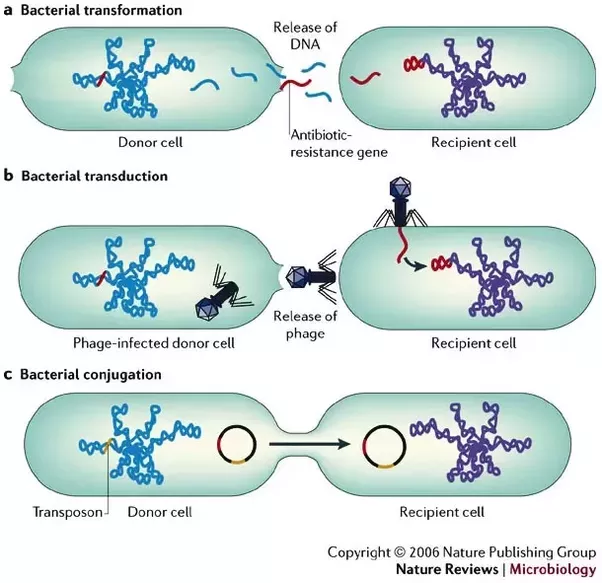 a Bacterial transformation
Release of
DNA
Antibiotic-
resistance gene
Donor cell
Recipient cell
b Bacterial transduction
Release of
phage
Phage-infected donor cell
Recipient cell
c Bacterial conjugation
Transposon
Donor cell
Recipient cell
Copyright © 2006 Nature Publishing Group
Nature Reviews | Microbiology